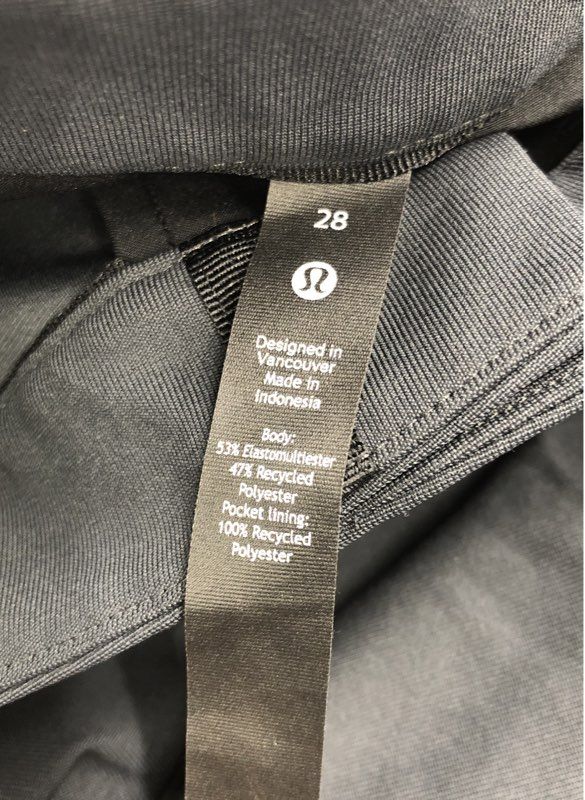 28
Designed in
Vancouver
Made in
Indonesia
Body:
53% Elastomultiester
47% Recycled
Polyester
Pocket lining:
100% Recycled
Polyester